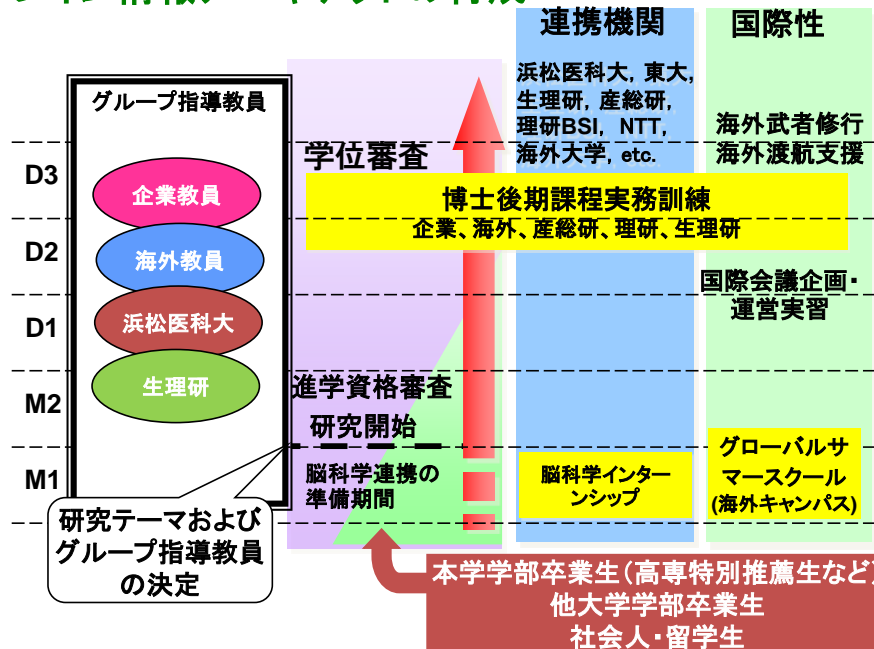 情報
の育成
連携機関
国際性
グループ指導教員
浜松医科大, 東大,
生理研, 産総研,
理研BSI, NTT,
海外大学, etc.
海外武者修行
海外渡航支援
学位審査
D3
企業教員
博士後期課程実務訓練
企業、海外、産総研、理研、生理研
D2
海外教員
国際会議企画・
運営実習
D1
浜松医科大
M2
生理研
進学資格審査
研究開始
M1
脳科学連携の
準備期間
脳科学インター
ンシップ
グローバルサ
マースクール
(海外キャンパス)
研究テーマおよび
グループ指導教員
の決定
本学学部卒業生(高専特別推薦生など)
他大学学部卒業生
社会人・留学生